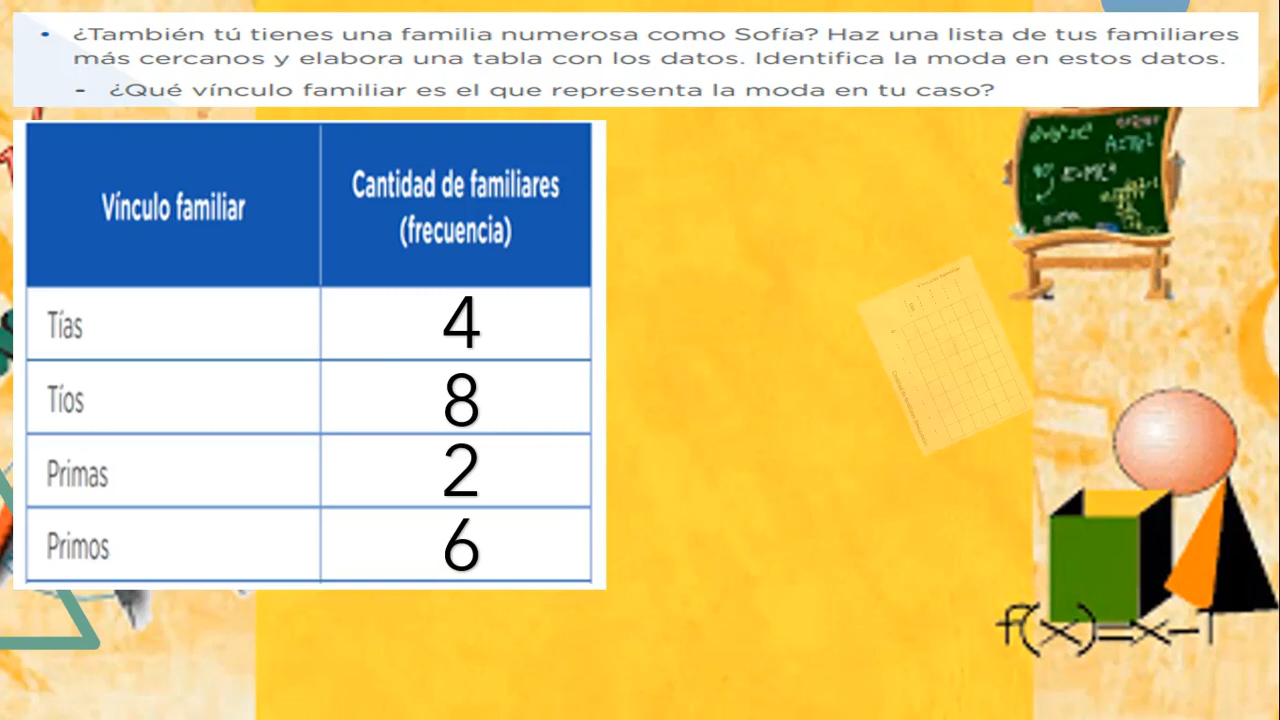 • ¿También tú tienes una familia numerosa como Sofía? Haz una lista de tus familiares
más cercanos y elabora una tabla con los datos. Identifica la moda en estos datos.
- ¿Qué vínculo familiar es el que representa la moda en tu caso?
Vínculo familiar
Cantidad de familiares
(frecuencia)
Tías 4
Tíos 8
Primas 2
Primos 6
f(x)=x-1